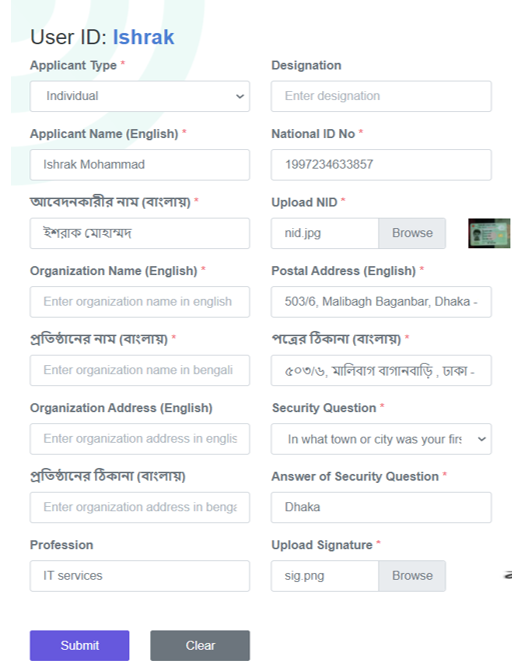 User ID: Ishrak
Applicant Type *
Individual
Designation
Enter designation
Applicant Name (English) *
Ishrak Mohammad
National ID No *
1997234633857
আবেদনকারীর নাম (বাংলায়) *
ইশরাক মোহাম্মদ
Upload NID *
nid.jpg Browse
Organization Name (English) *
Enter organization name in english
Postal Address (English) *
503/6, Malibagh Baganbar, Dhaka -
প্রতিষ্ঠানের নাম (বাংলায়) *
Enter organization name in bengali
পত্রের ঠিকানা (বাংলায়) *
৫০৩/৬, মালিবাগ বাগানবাড়ি , ঢাকা -
Organization Address (English)
Enter organization address in englis
Security Question *
In what town or city was your firs
প্রতিষ্ঠানের ঠিকানা (বাংলায়)
Enter organization address in benga
Answer of Security Question *
Dhaka
Profession
IT services
Upload Signature *
sig.png Browse
Submit
Clear